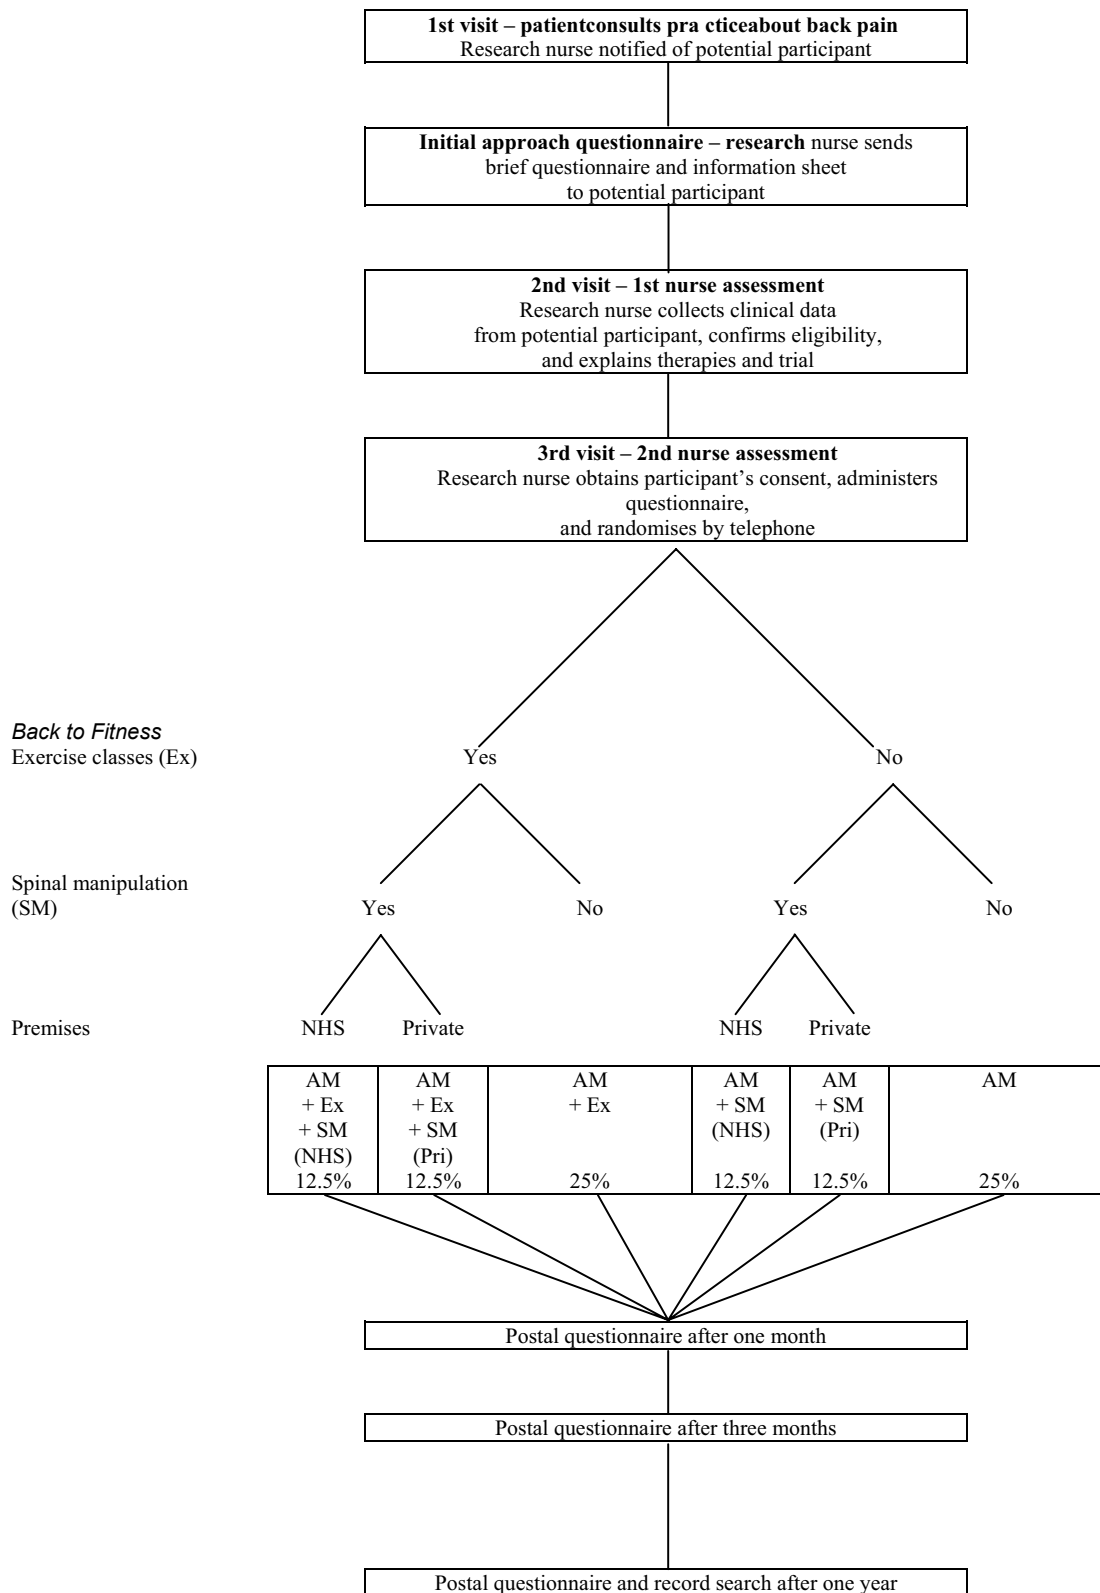 1st visit – patientconsults pra cticeabout back pain
Research nurse notified of potential participant
Initial approach questionnaire – research nurse sends
brief questionnaire and information sheet
to potential participant
2nd visit – 1st nurse assessment
Research nurse collects clinical data
from potential participant, confirms eligibility,
and explains therapies and trial
3rd visit – 2nd nurse assessment
Research nurse obtains participant’s consent, administers
questionnaire,
and randomises by telephone
Back to Fitness
Exercise classes (Ex)
Yes
No
Spinal manipulation
(SM)
Yes
No
Yes
No
Premises
NHS
Private
NHS
Private
AM
+ Ex
+ SM
(NHS)
12.5%
AM
+ Ex
+ SM
(Pri)
12.5%
AM
+ Ex
25%
AM
+ SM
(NHS)
12.5%
AM
+ SM
(Pri)
12.5%
AM
25%
Postal questionnaire after one month
Postal questionnaire after three months
Postal questionnaire and record search after one year